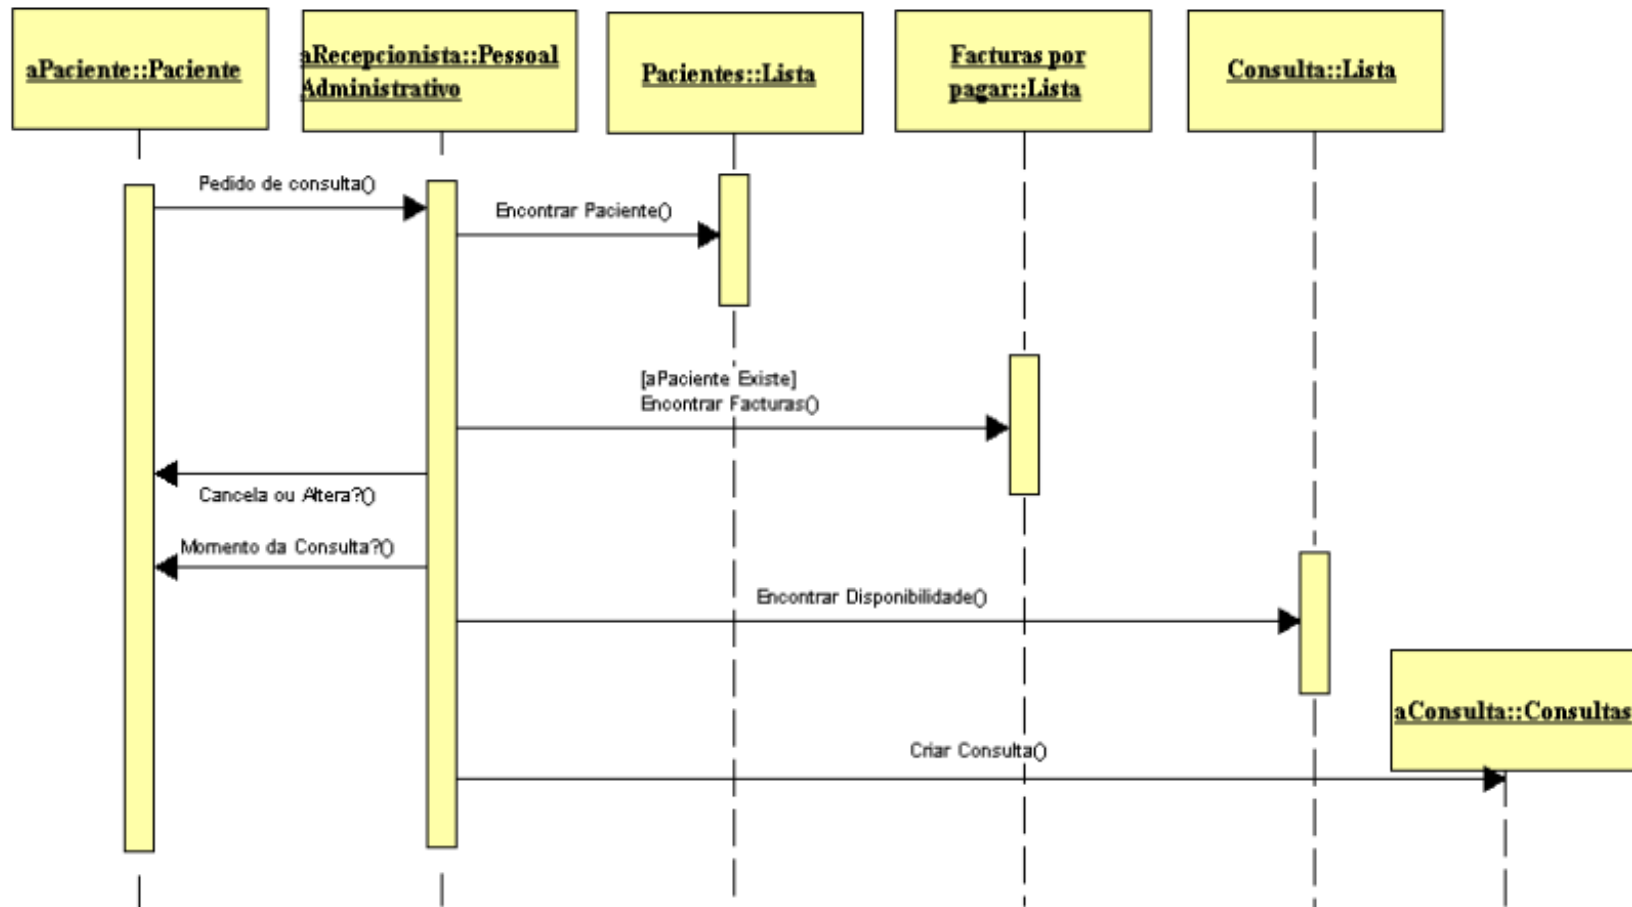 aPaciente::Paciente
aRecepcionista::Pessoal
Administrativo
Pacientes::Lista
Facturas por
pagar::Lista
Consulta::Lista
Pedido de consulta()
Encontrar Paciente()
[aPaciente Existe]
Encontrar Facturas()
Cancela ou Altera?()
Momento da Consulta?()
Encontrar Disponibilidade()
aConsulta::Consultas
Criar Consulta()